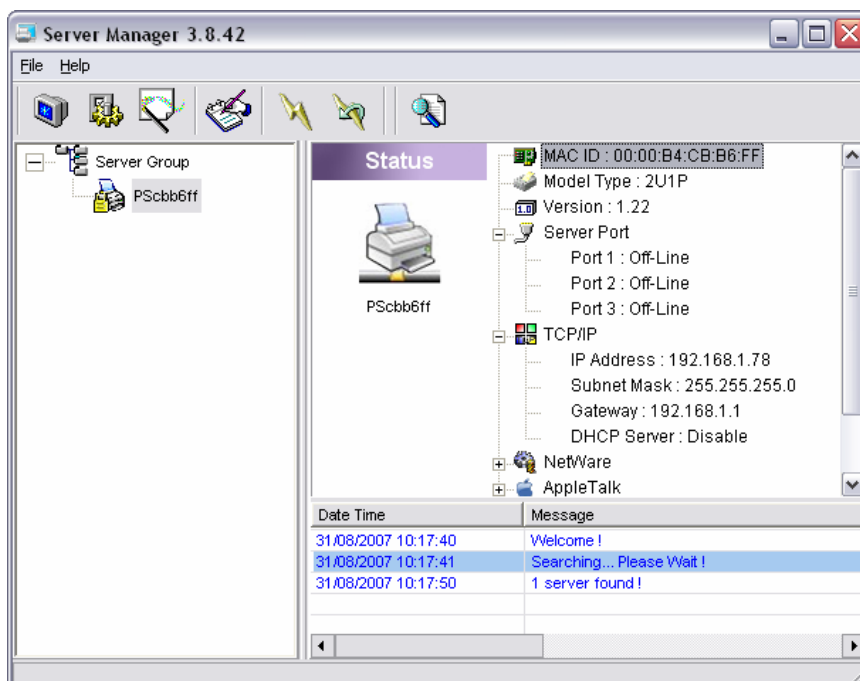 Server Manager 3.8.42
File Help
Server Group
PScbb6ff
Status
PScbb6ff
MAC ID : 00:00:B4:CB:B6:FF
Model Type : 2U1P
1.0 Version : 1.22
Server Port
Port 1 : Off-Line
Port 2 : Off-Line
Port 3 : Off-Line
TCP/IP
IP Address : 192.168.1.78
Subnet Mask : 255.255.255.0
Gateway : 192.168.1.1
DHCP Server : Disable
NetWare
AppleTalk
Date Time Message
31/08/2007 10:17:40 Welcome !
31/08/2007 10:17:41 Searching... Please Wait !
31/08/2007 10:17:50 1 server found !